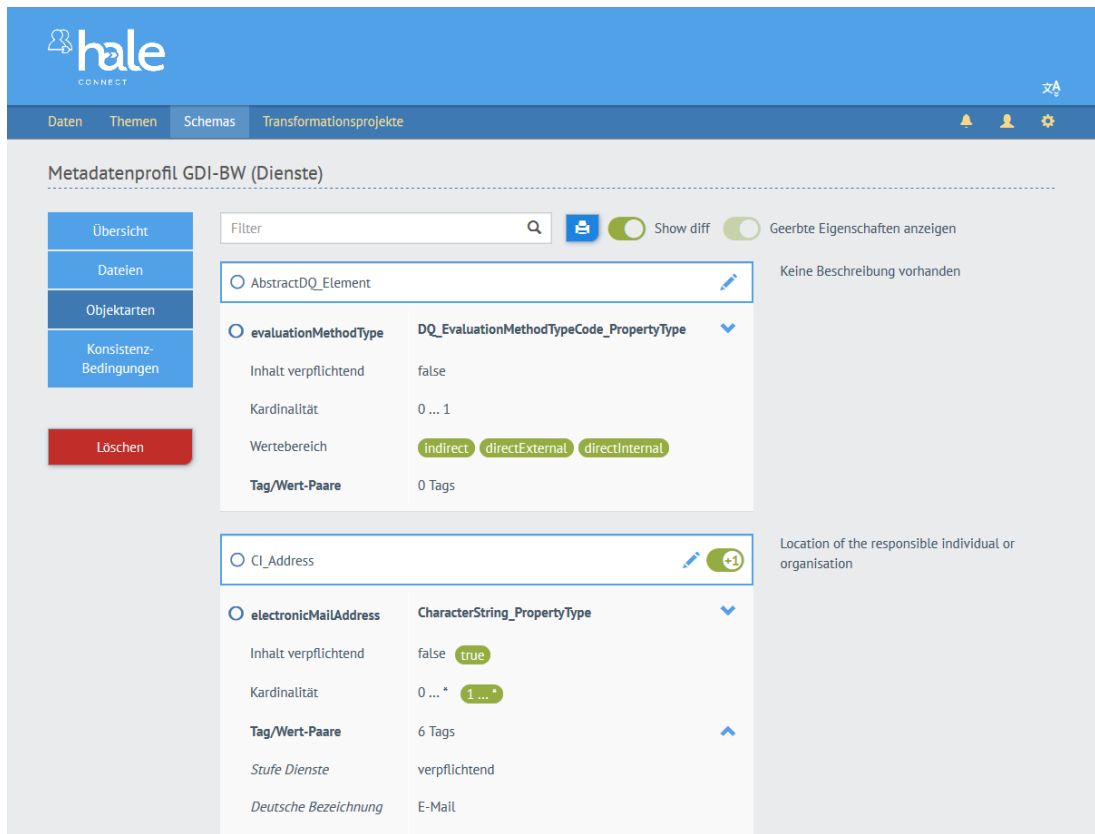 hale
CONNECT
Daten Themen Schemas Transformationsprojekte
Metadatenprofil GDI-BW (Dienste)
Übersicht
Dateien
Objektarten
Konsistenz-
Bedingungen
Löschen
Filter Show diff Geerbte Eigenschaften anzeigen
AbstractDQ_Element Keine Beschreibung vorhanden
evaluationMethodType DQ_EvaluationMethodTypeCode_PropertyType
Inhalt verpflichtend false
Kardinalität 0 ... 1
Wertebereich indirect directExternal directInternal
Tag/Wert-Paare 0 Tags
CI_Address +1
Location of the responsible individual or
organisation
electronicMailAddress CharacterString_PropertyType
Inhalt verpflichtend false true
Kardinalität 0 ... * 1 ... *
Tag/Wert-Paare 6 Tags
Stufe Dienste verpflichtend
Deutsche Bezeichnung E-Mail